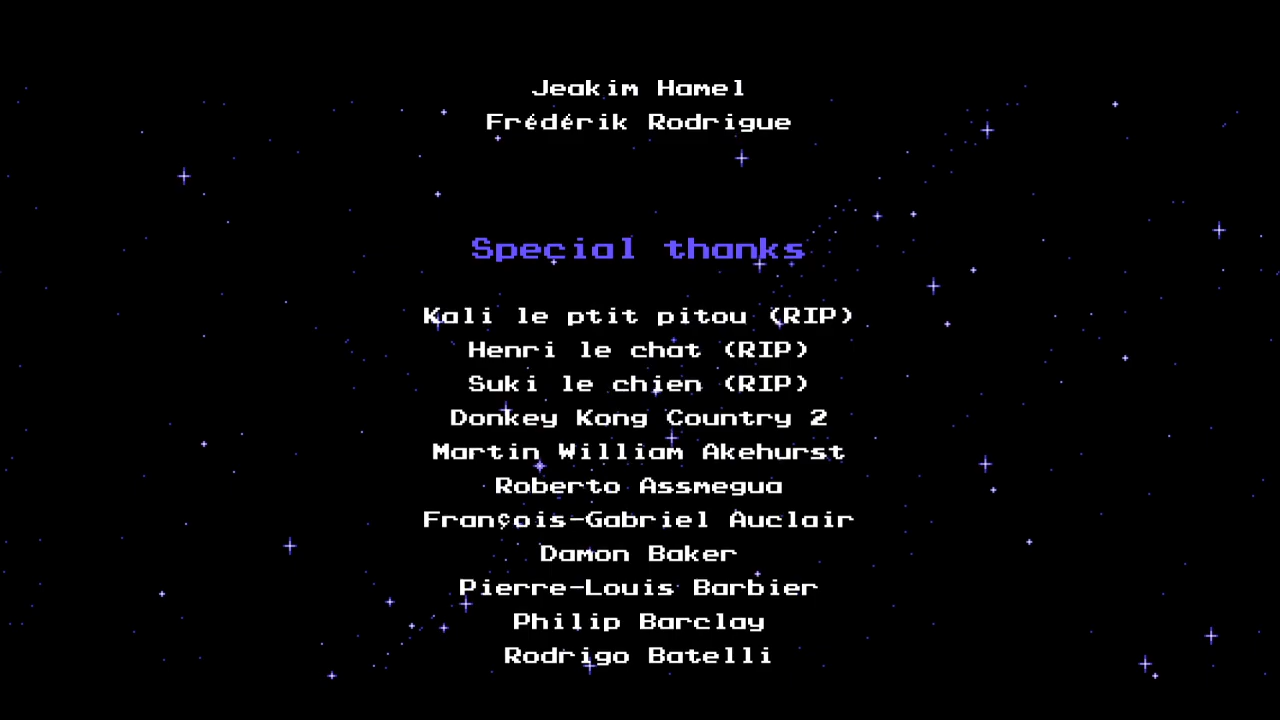 Jeakim Hamel
Frédérik Rodrigue
Special thanks
Kali le ptit pitou (RIP)
Henri le chat (RIP)
Suki le chien (RIP)
Donkey Kong Country 2
Martin William Akehurst
Roberto Assmegua
François-Gabriel Auclair
Damon Baker
Pierre-Louis Barbier
Philip Barclay
Rodrigo Batelli